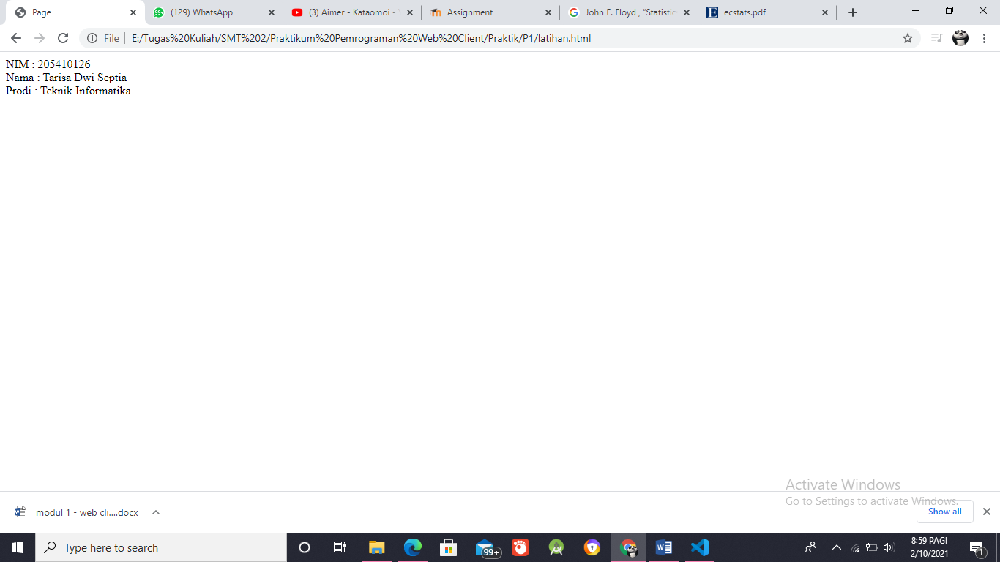 Page
(129) WhatsApp
(3) Aimer - Kataomoi -
Assignment
John E. Floyd , "Statistic
ecstats.pdf
File
E:/Tugas%20Kuliah/SMT%202/Praktikum%20Pemrograman%20Web%20Client/Praktik/P1/latihan.html
NIM : 205410126
Nama : Tarisa Dwi Septia
Prodi : Teknik Informatika
Activate Windows
Go to Settings to activate Windows.
modul 1 - web cli....docx
Show all
Type here to search
99+
8:59 PAGI
2/10/2021
1